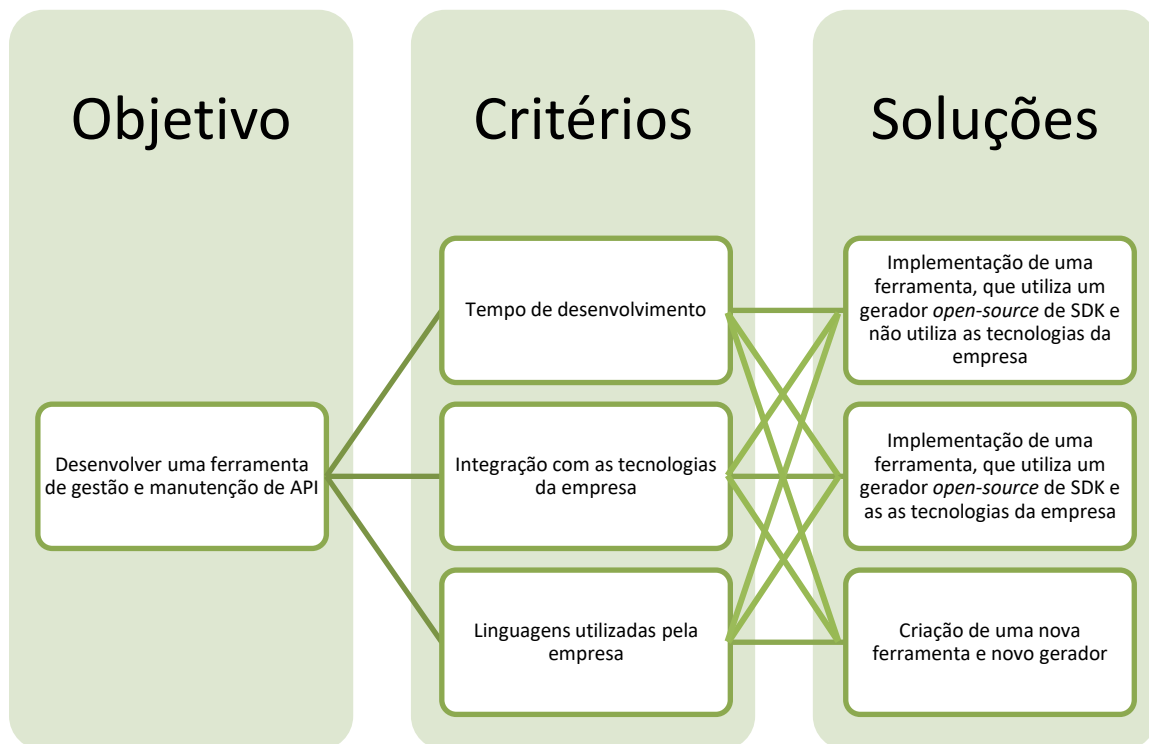 Objetivo
Critérios
Soluções
Desenvolver uma ferramenta
de gestão e manutenção de API
Tempo de desenvolvimento
Integração com as tecnologias
da empresa
Linguagens utilizadas pela
empresa
Implementação de uma
ferramenta, que utiliza um
gerador open-source de SDK e
não utiliza as tecnologias da
empresa
Implementação de uma
ferramenta, que utiliza um
gerador open-source de SDK e
as as tecnologias da empresa
Criação de uma nova
ferramenta e novo gerador